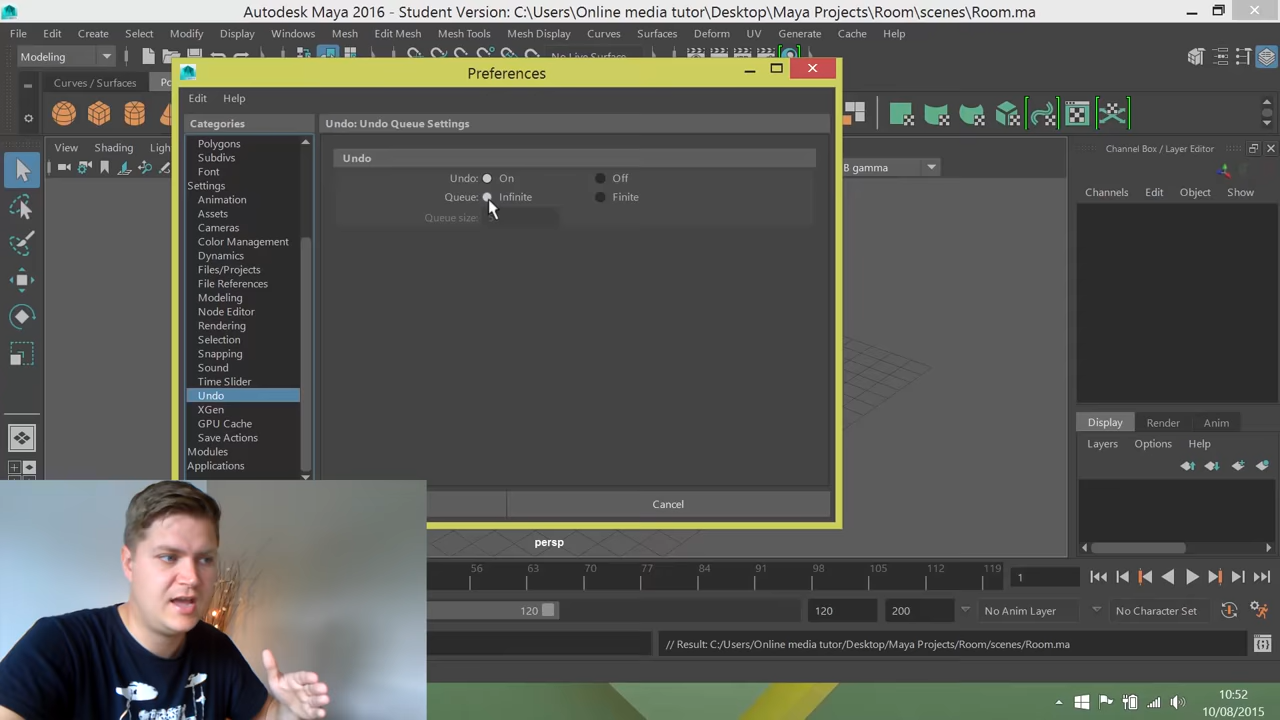 Autodesk Maya 2016 - Student Version: C:\Users\Online media tutor\Desktop\Maya Projects\Room\scenes\Room.ma
File Edit Create Select Modify Display Windows Mesh Edit Mesh Mesh Tools Mesh Display Curves Surfaces Deform UV Generate Cache Help
Modeling No Live Surface
Preferences
Curves / Surfaces
Edit Help
Categories
Undo: Undo Queue Settings
View Shading
B gamma
Channel Box / Layer Editor
Channels Edit Object Show
Polygons
Subdivs
Font
Settings
Animation
Assets
Cameras
Color Management
Dynamics
Files/Projects
File References
Modeling
Node Editor
Rendering
Selection
Snapping
Sound
Time Slider
Undo
XGen
GPU Cache
Save Actions
Modules
Applications
Undo
Undo: On Off
Queue: Infinite Finite
Queue size:
Cancel
persp
Display Render Anim
Layers Options Help
56 63 70 77 84 91 98 105 112 119
1
120 120 200 No Anim Layer No Character Set
// Result: C:/Users/Online media tutor/Desktop/Maya Projects/Room/scenes/Room.ma
10:52
10/08/2015